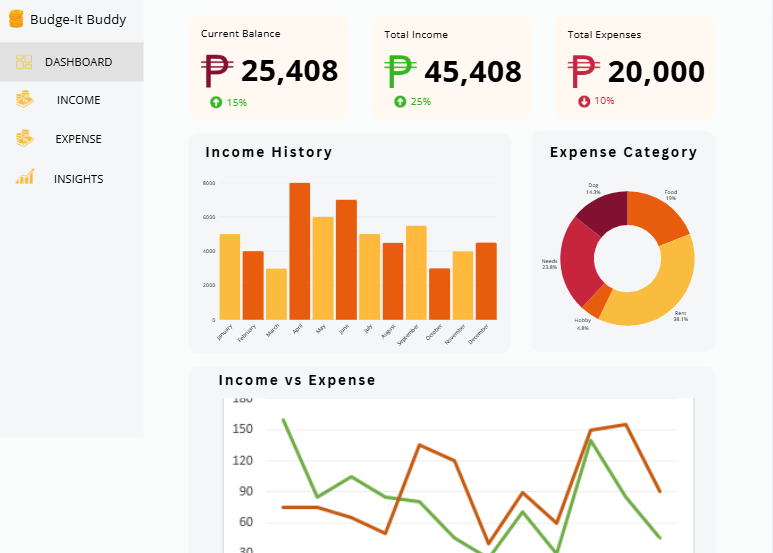 Budge-It Buddy
DASHBOARD
INCOME
EXPENSE
INSIGHTS
Current Balance
₱ 25,408
15%
Total Income
₱ 45,408
25%
Total Expenses
₱ 20,000
10%
Income History
8000
6000
4000
2000
0
January
February
March
April
May
June
July
August
September
October
November
December
Expense Category
Dog
14.3%
Food
19%
Needs
23.8%
Hobby
4.8%
Rent
38.1%
Income vs Expense
180
150
120
90
60
30